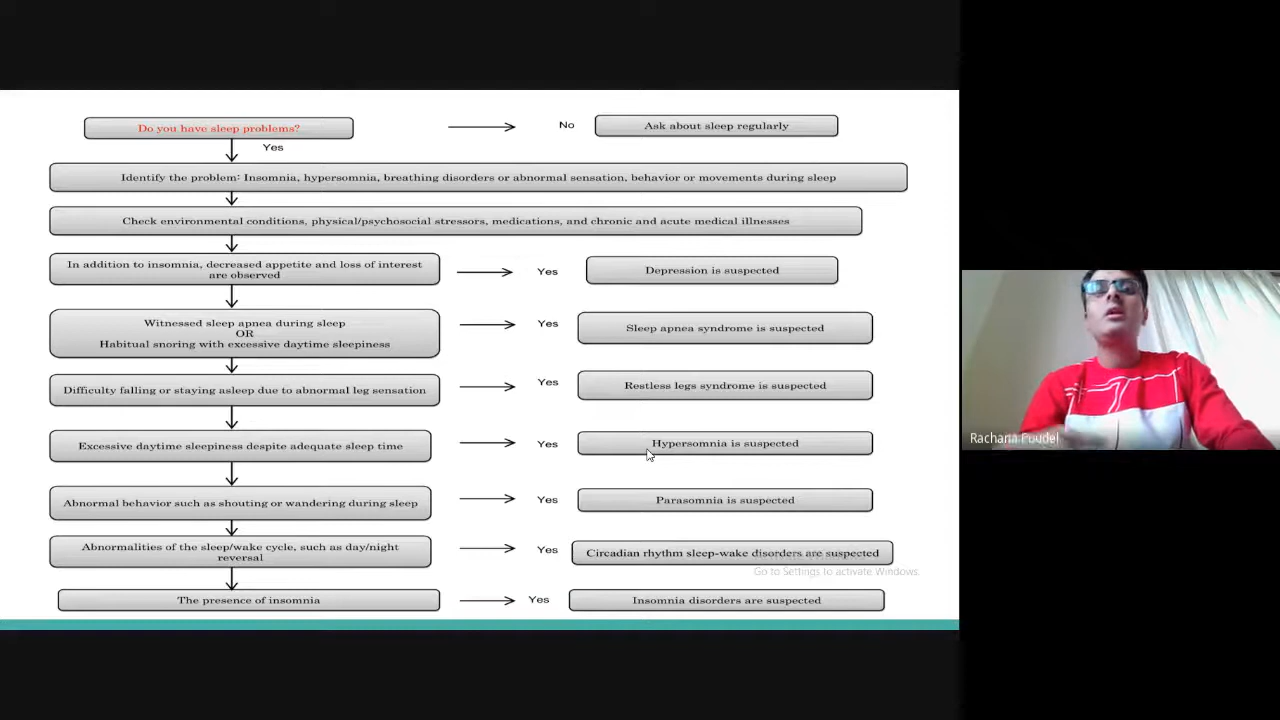 Do you have sleep problems?
No
Ask about sleep regularly
Yes
Identify the problem: Insomnia, hypersomnia, breathing disorders or abnormal sensation, behavior or movements during sleep
Check environmental conditions, physical/psychosocial stressors, medications, and chronic and acute medical illnesses
In addition to insomnia, decreased appetite and loss of interest
are observed
Yes
Depression is suspected
Witnessed sleep apnea during sleep
OR
Habitual snoring with excessive daytime sleepiness
Yes
Sleep apnea syndrome is suspected
Difficulty falling or staying asleep due to abnormal leg sensation
Yes
Restless legs syndrome is suspected
Excessive daytime sleepiness despite adequate sleep time
Yes
Hypersomnia is suspected
Abnormal behavior such as shouting or wandering during sleep
Yes
Parasomnia is suspected
Abnormalities of the sleep/wake cycle, such as day/night
reversal
Yes
Circadian rhythm sleep-wake disorders are suspected
Go to Settings to activate Windows.
The presence of insomnia
Yes
Insomnia disorders are suspected
Rachana Poudel